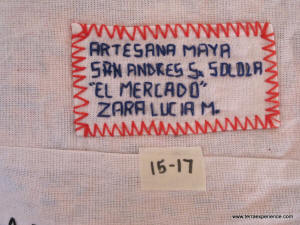 ARTESANA MAYA
SAN ANDRES S. SOLOLA
"EL MERCADO"
ZARA LUCIA M.
15-17
www.terraexperience.com